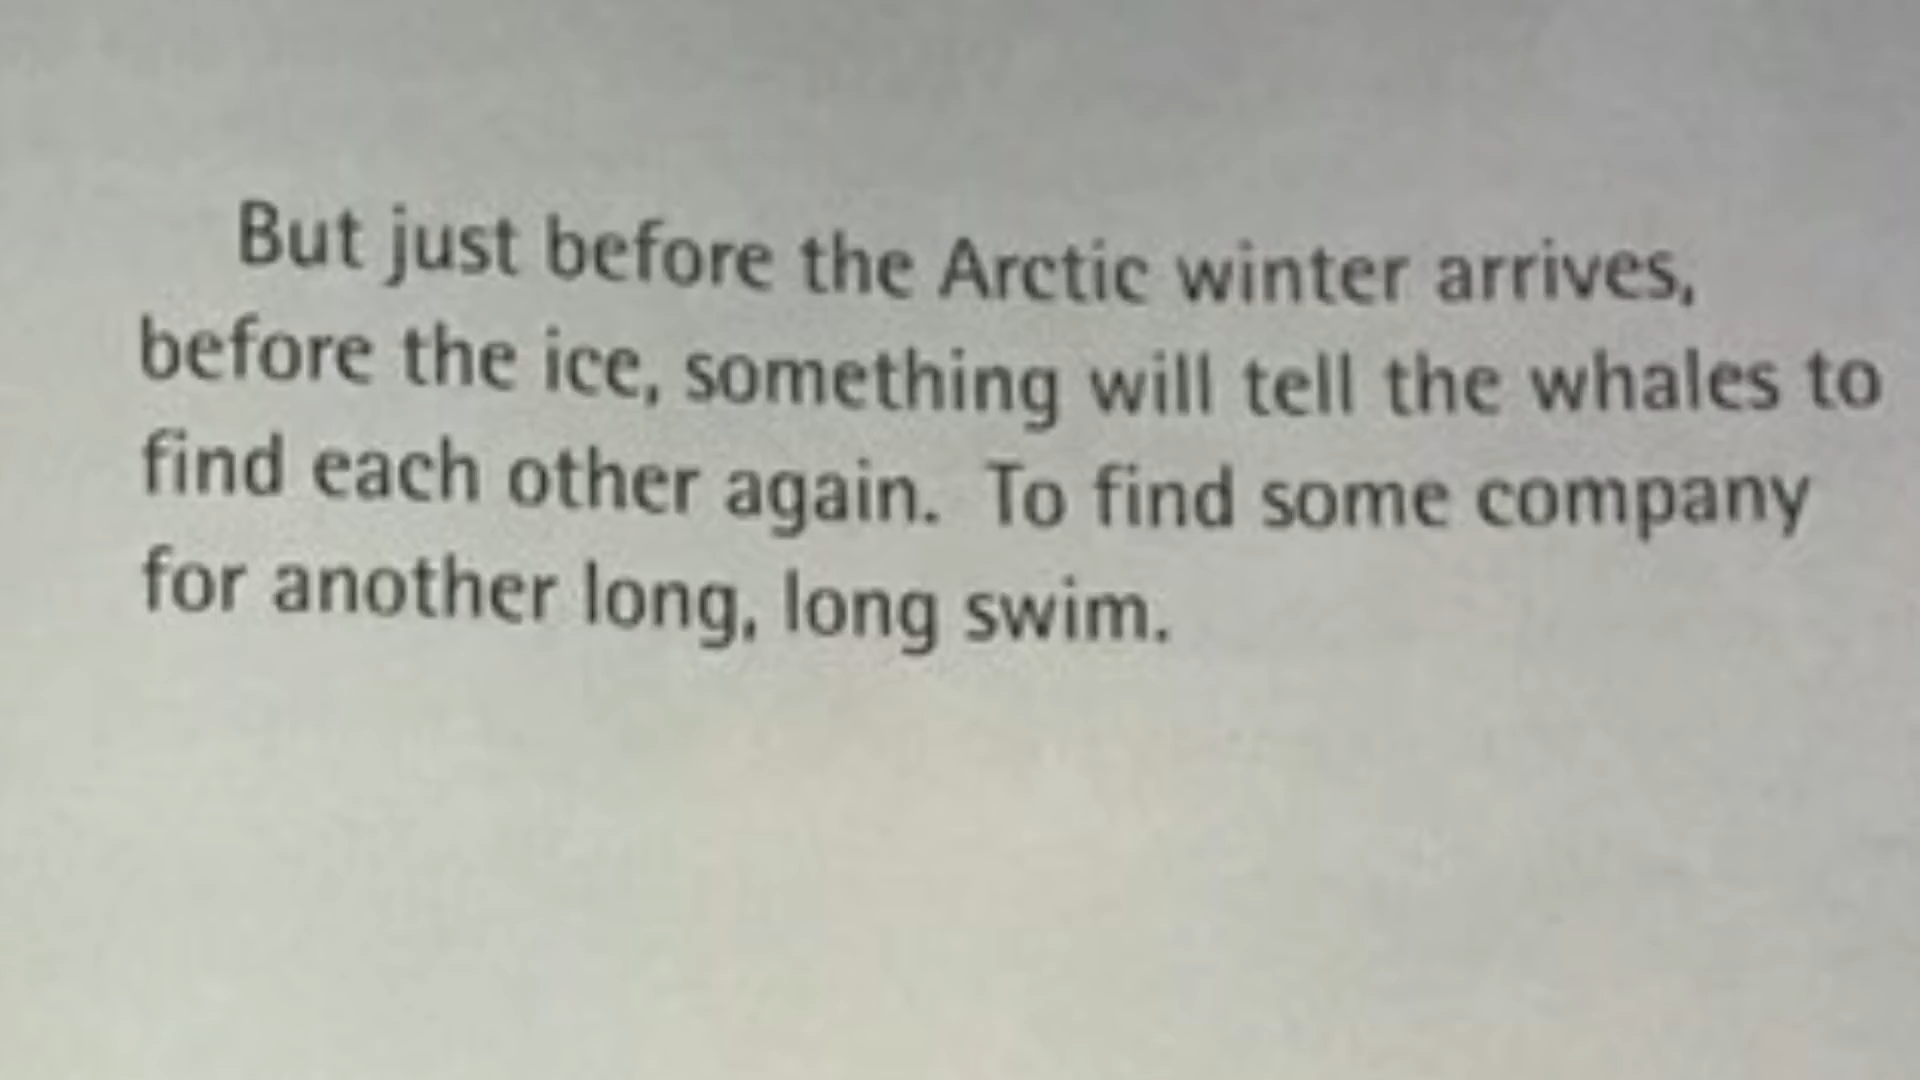 But just before the Arctic winter arrives,
before the ice, something will tell the whales to
find each other again.  To find some company
for another long, long swim.